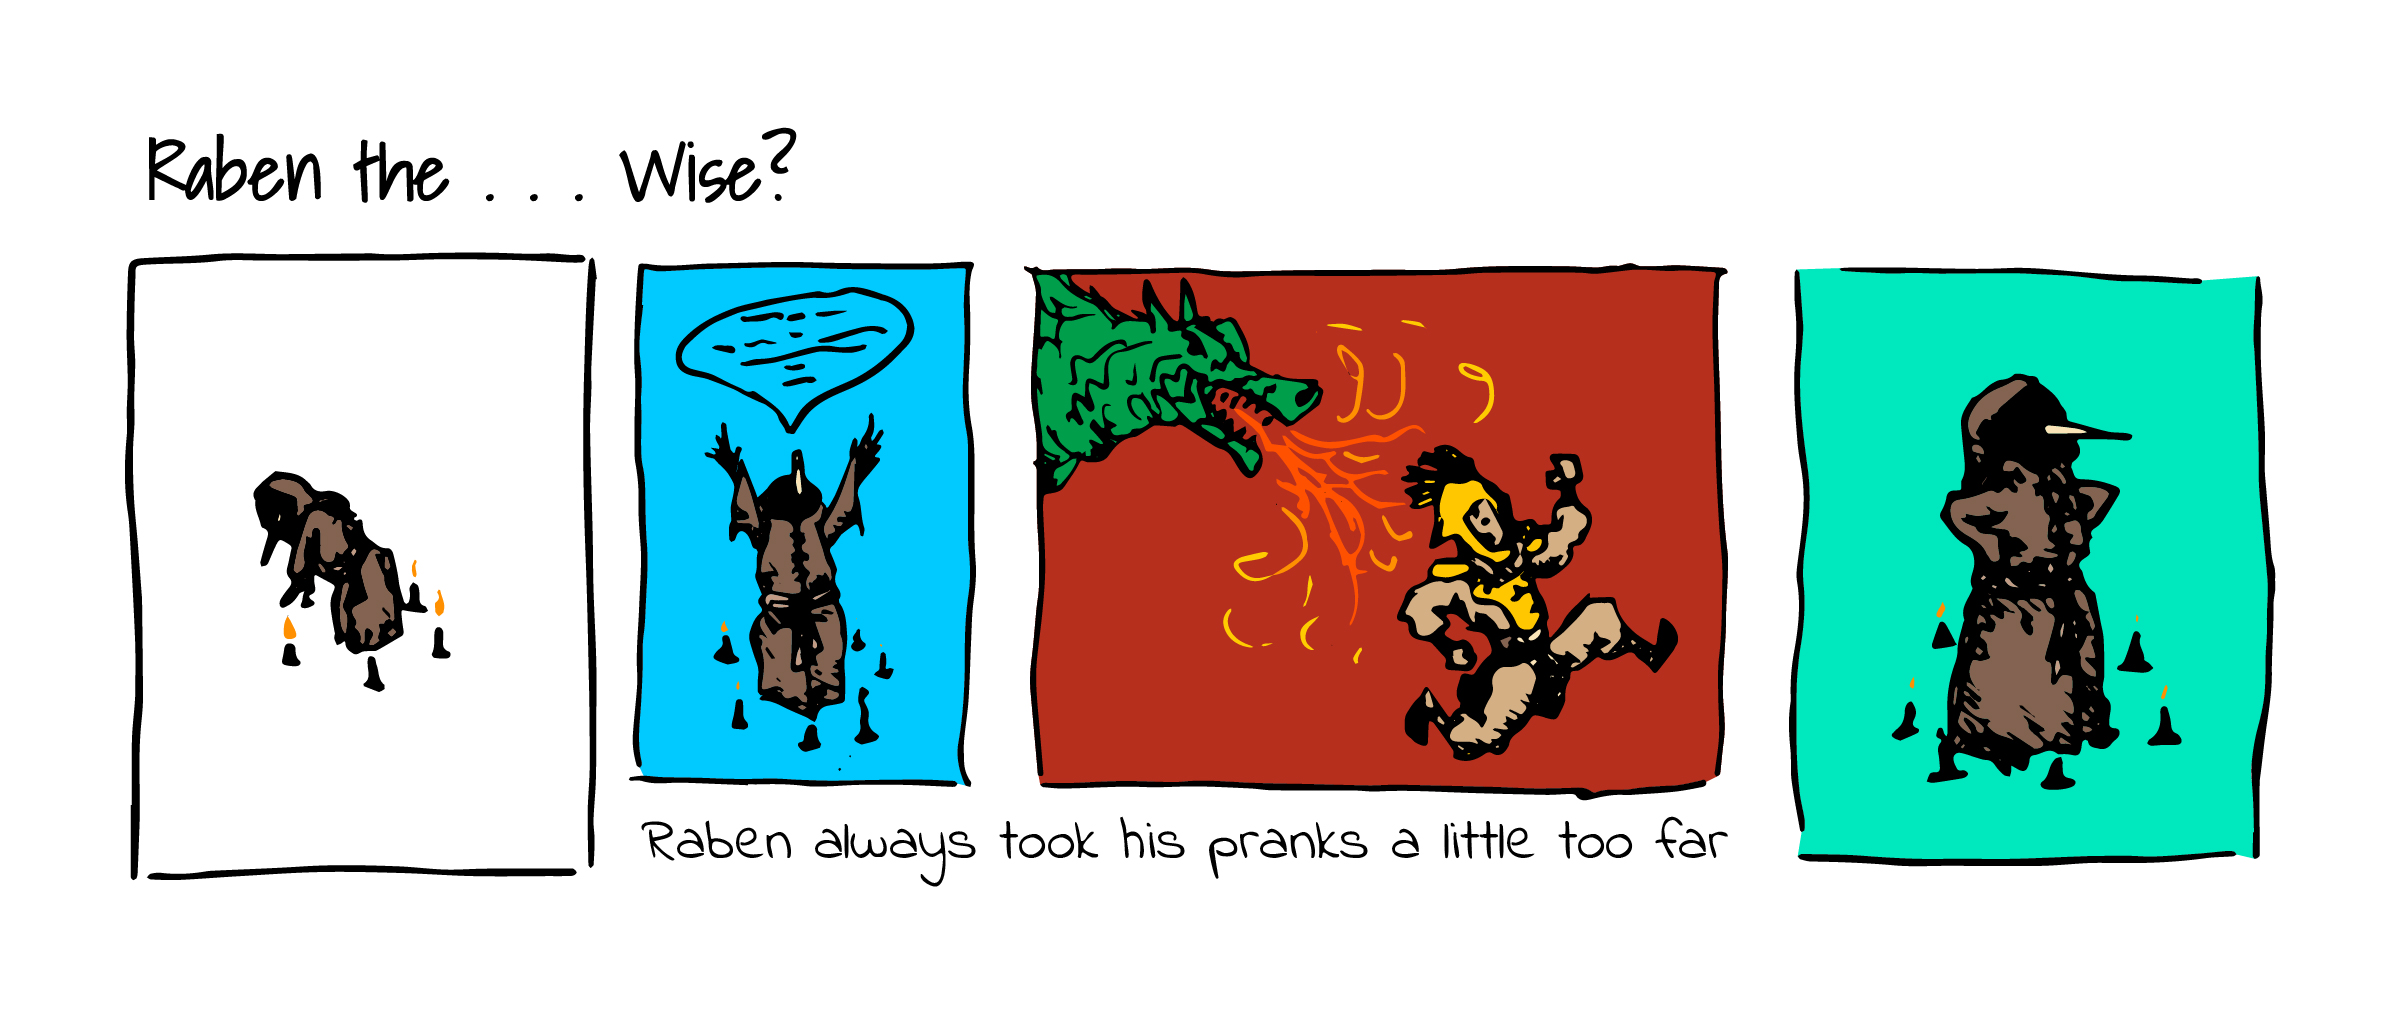 Raben the . . . Wise?
Raben always took his pranks a little too far